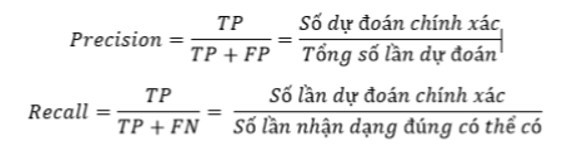 Precision = TP / (TP + FP) = Số dự đoán chính xác / Tổng số lần dự đoán
Recall = TP / (TP + FN) = Số lần dự đoán chính xác / Số lần nhận dạng đúng có thể có